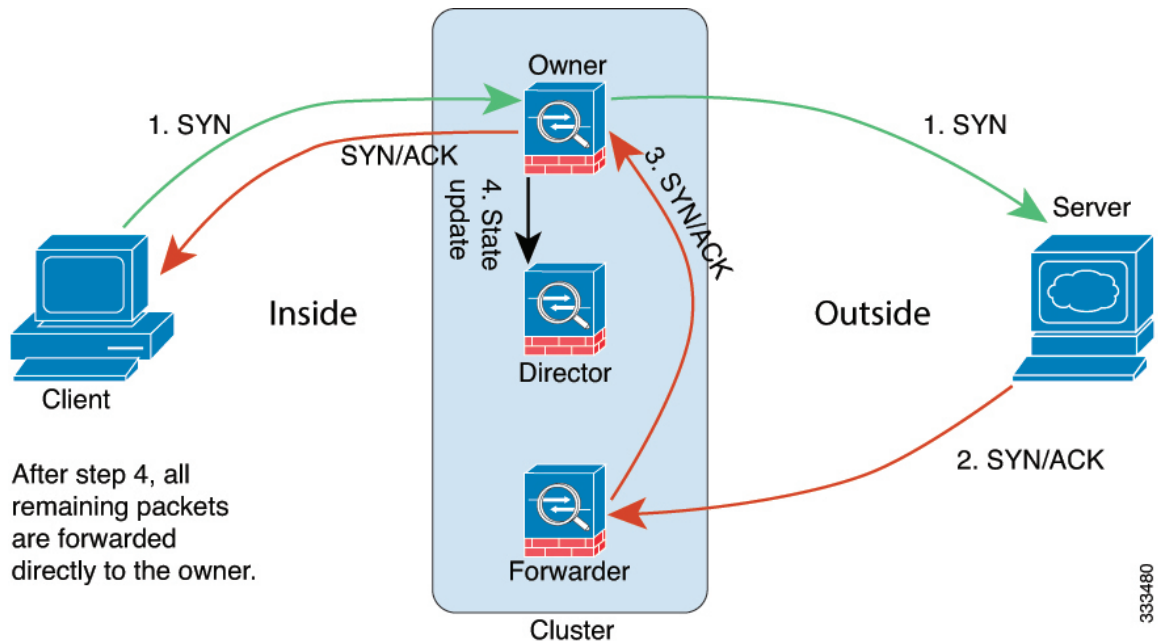 Owner
1. SYN
1. SYN
SYN/ACK
3. SYN/ACK
4. State
update
Server
Inside
Outside
Director
Client
2. SYN/ACK
After step 4, all
remaining packets
are forwarded
directly to the owner.
Forwarder
Cluster
333480